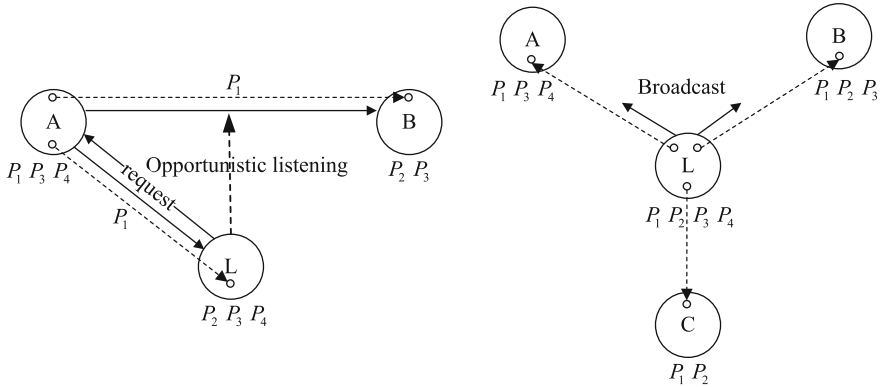 P1
A
B
P1 P3 P4
P2 P3
Opportunistic listening
request
P1
L
P2 P3 P4
A
B
P1 P3 P4
P1 P2 P3
Broadcast
L
P1 P2 P3 P4
C
P1 P2